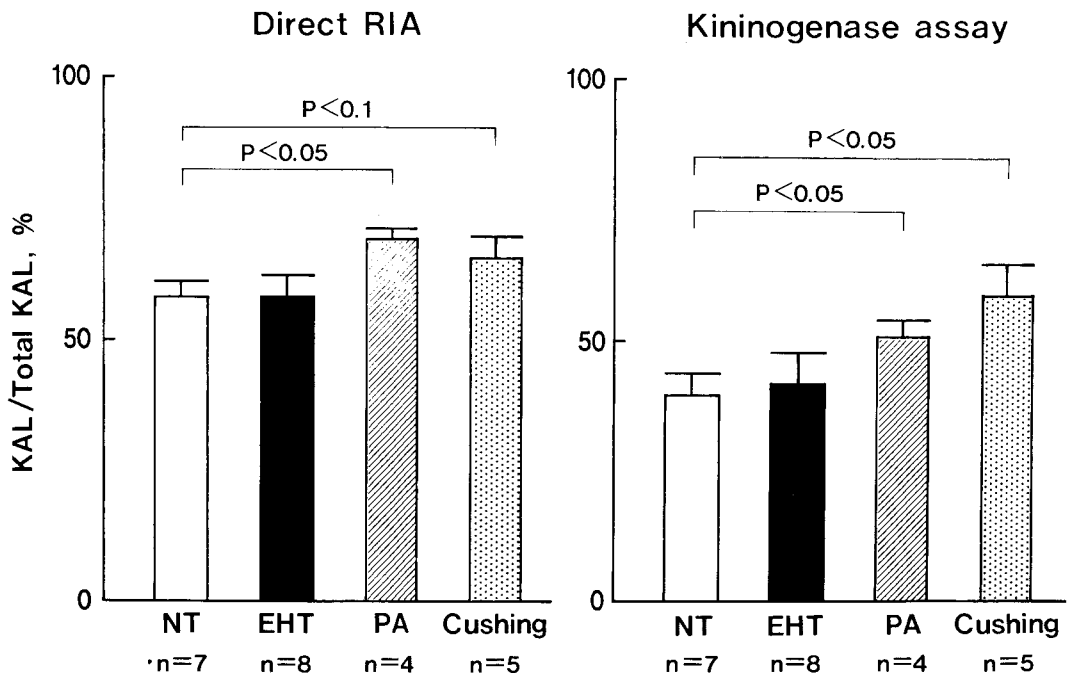 Direct RIA
KAL/Total KAL, %
100
50
0
P<0.1
P<0.05
NT EHT PA Cushing
n=7 n=8 n=4 n=5
Kininogenase assay
100
50
0
P<0.05
P<0.05
NT EHT PA Cushing
n=7 n=8 n=4 n=5